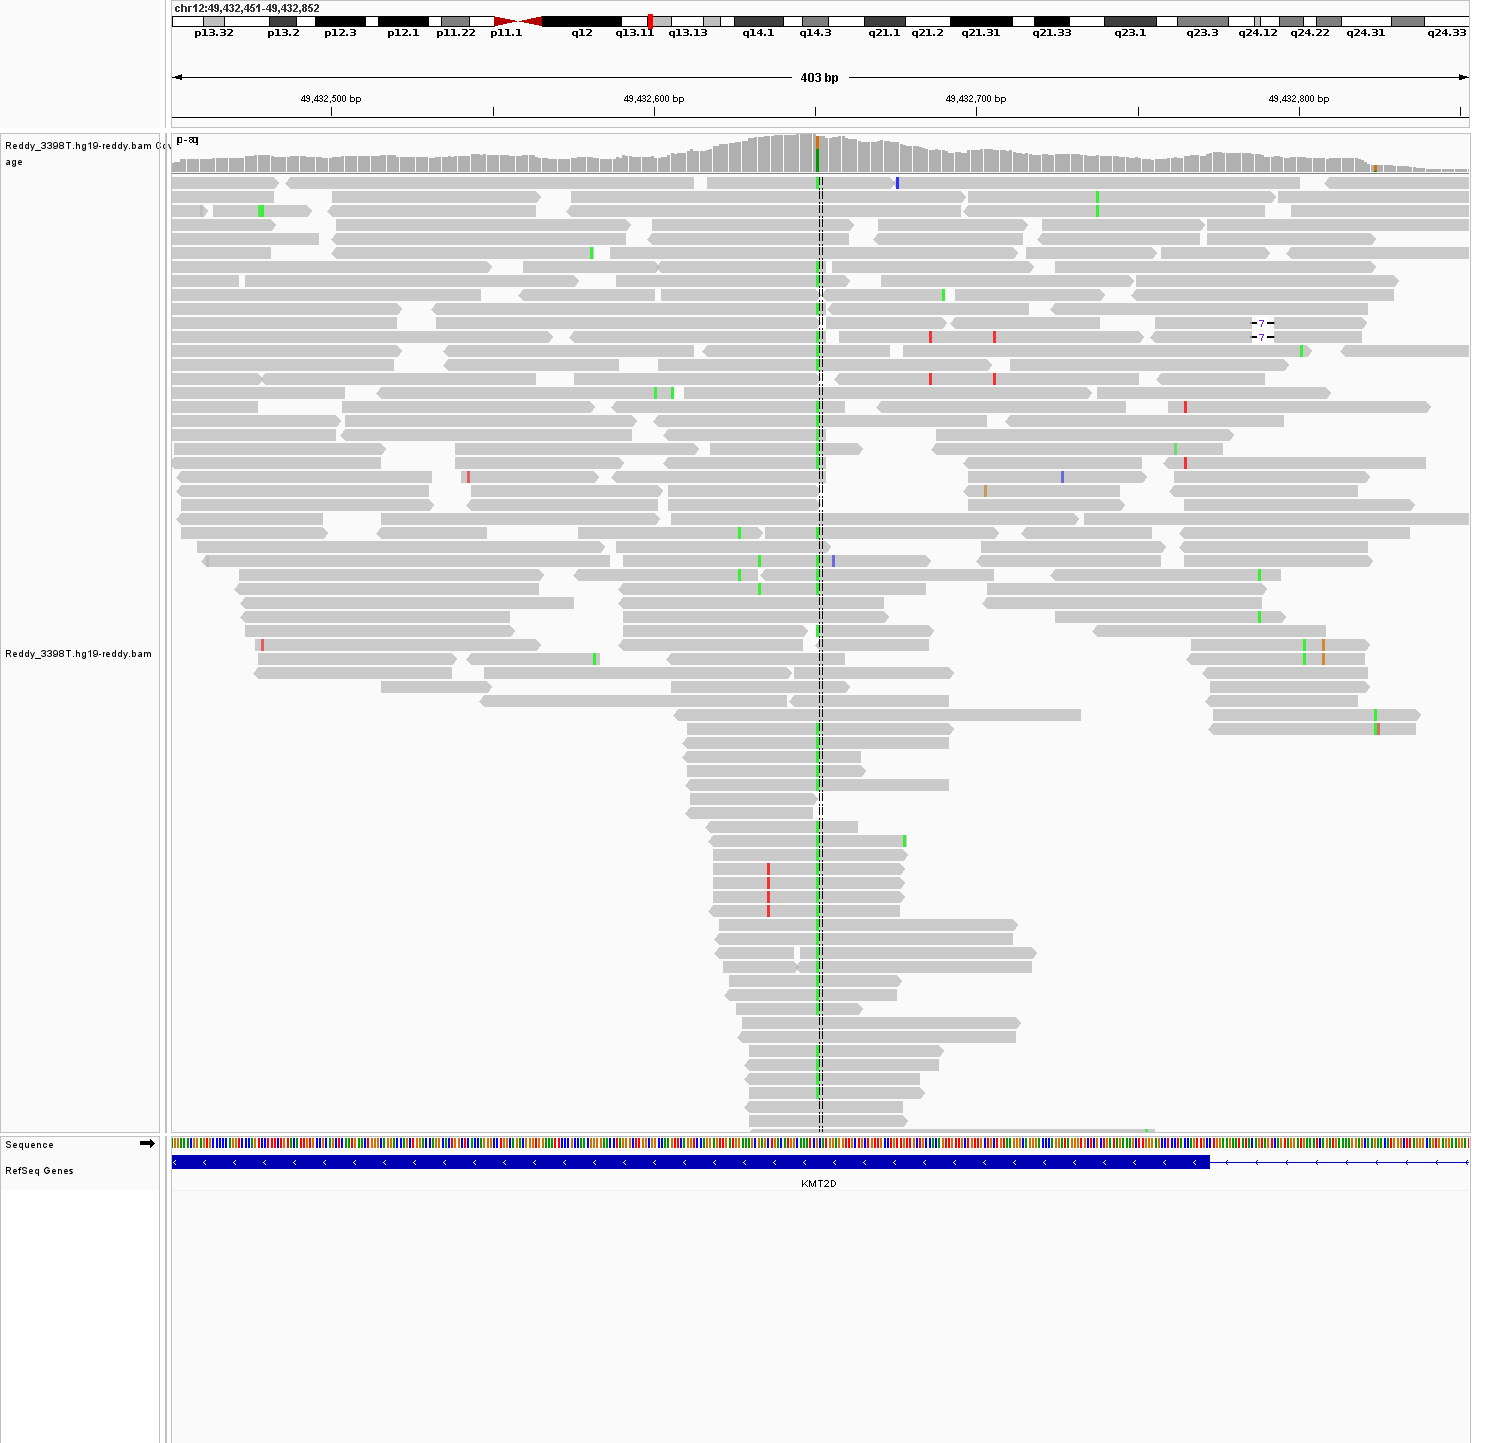 chr12:49,432,451-49,432,852
p13.32 p13.2 p12.3 p12.1 p11.22 p11.1 q12 q13.11 q13.13 q14.1 q14.3 q21.1 q21.2 q21.31 q21.33 q23.1 q23.3 q24.12 q24.22 q24.31 q24.33
403 bp
49,432,500 bp 49,432,600 bp 49,432,700 bp 49,432,800 bp
[0 - 80]
Reddy_3398T.hg19-reddy.bam Cov
age
7
7
Reddy_3398T.hg19-reddy.bam
Sequence
RefSeq Genes
KMT2D